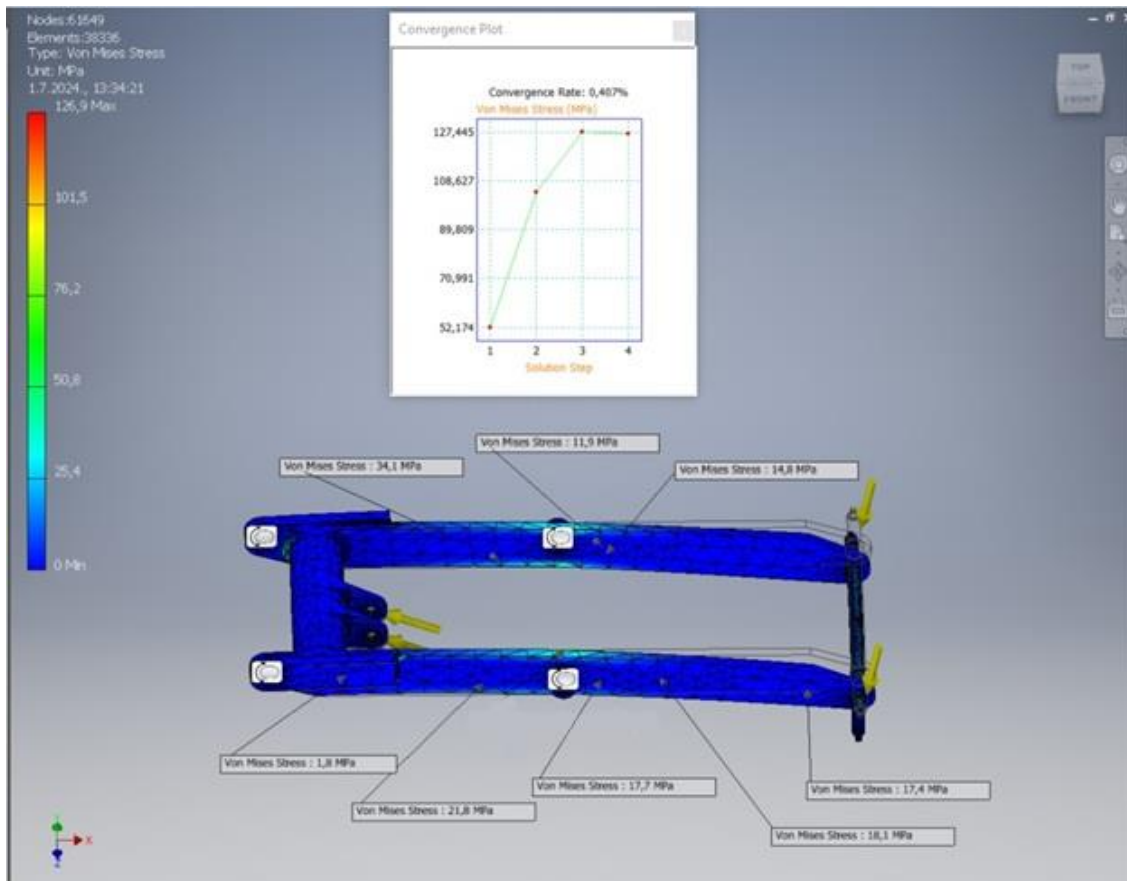 Nodes:61649
Elements:38336
Type: Von Mises Stress
Unit: MPa
1.7.2024., 13:34:21
126,9 Max
101,5
76,2
50,8
25,4
0 Min
Convergence Plot
Convergence Rate: 0,407%
Von Mises Stress (MPa)
127,445
108,627
89,809
70,991
52,174
1 2 3 4
Solution Step
TOP
FRONT
Von Mises Stress : 11,9 MPa
Von Mises Stress : 34,1 MPa
Von Mises Stress : 14,8 MPa
Von Mises Stress : 1,8 MPa
Von Mises Stress : 21,8 MPa
Von Mises Stress : 17,7 MPa
Von Mises Stress : 17,4 MPa
Von Mises Stress : 18,1 MPa
X